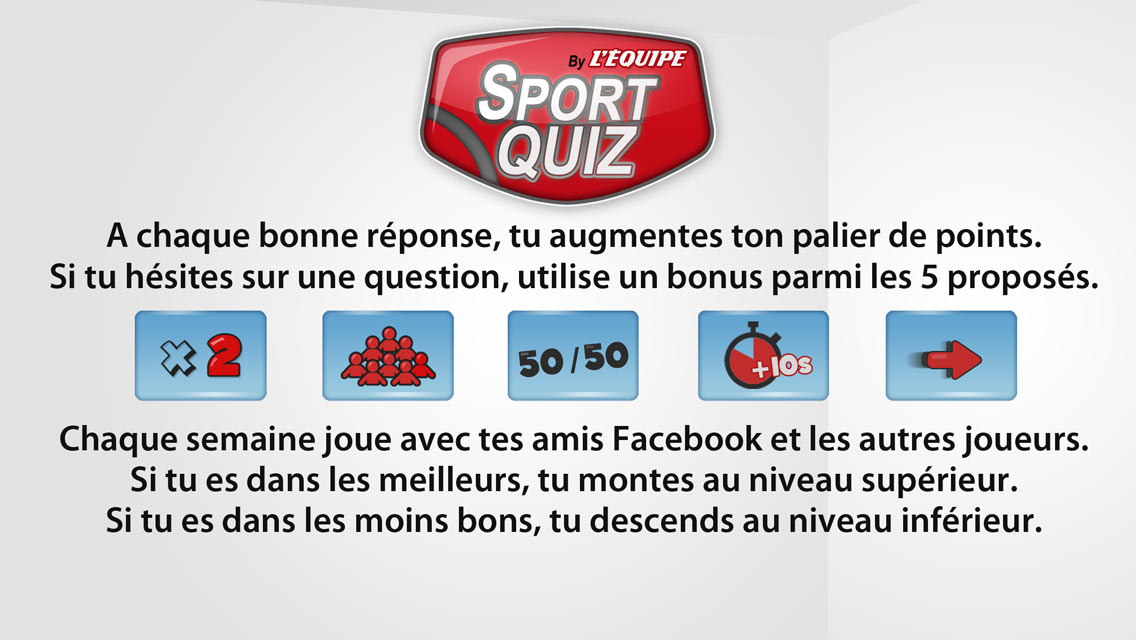 By L'ÉQUIPE
SPORT
QUIZ
A chaque bonne réponse, tu augmentes ton palier de points.
Si tu hésites sur une question, utilise un bonus parmi les 5 proposés.
x 2
50/50
+10s
Chaque semaine joue avec tes amis Facebook et les autres joueurs.
Si tu es dans les meilleurs, tu montes au niveau supérieur.
Si tu es dans les moins bons, tu descends au niveau inférieur.